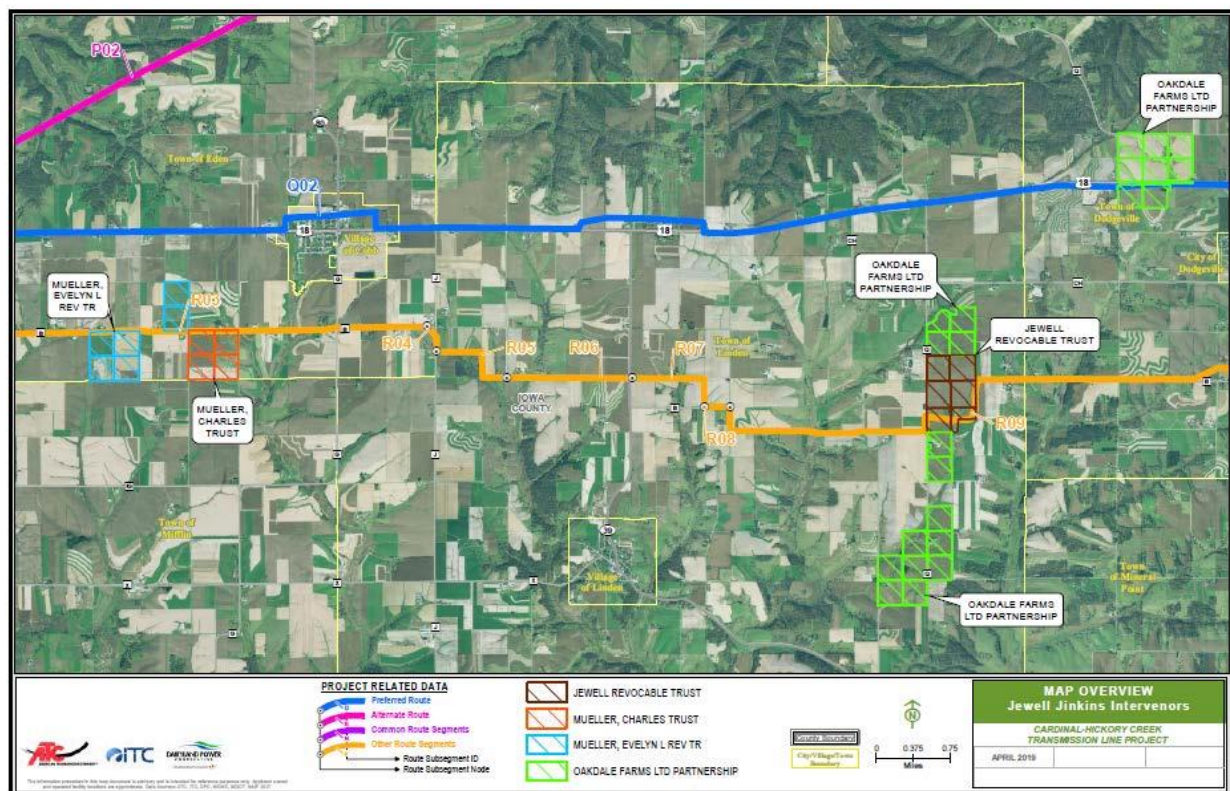 P02
80
Town of Eden
Q02
18
Village
of Cobb
18
18
OAKDALE
FARMS LTD
PARTNERSHIP
Town of
Dodgeville
City of
Dodgeville
CH
CH
G
J
MUELLER,
EVELYN L
REV TR
R03
OAKDALE
FARMS LTD
PARTNERSHIP
JEWELL
REVOCABLE
TRUST
R04
R05
R06
R07
Town of
Linden
MUELLER,
CHARLES
TRUST
IOWA
COUNTY
R08
R09
B
J
Town of
Mifflin
39
Village
of Linden
X
X
J
Town
of Mineral
Point
OAKDALE FARMS
LTD PARTNERSHIP
PROJECT RELATED DATA
Preferred Route
Alternate Route
Common Route Segments
Other Route Segments
Route Subsegment ID
Route Subsegment Node
JEWELL REVOCABLE TRUST
MUELLER, CHARLES TRUST
MUELLER, EVELYN L REV TR
OAKDALE FARMS LTD PARTNERSHIP
County Boundary
City/Village/Town
Boundary
N
0 0.375 0.75
Miles
MAP OVERVIEW
Jewell Jinkins Intervenors
CARDINAL-HICKORY CREEK
TRANSMISSION LINE PROJECT
APRIL 2019
ATC
ITC
DAIRYLAND POWER
COOPERATIVE